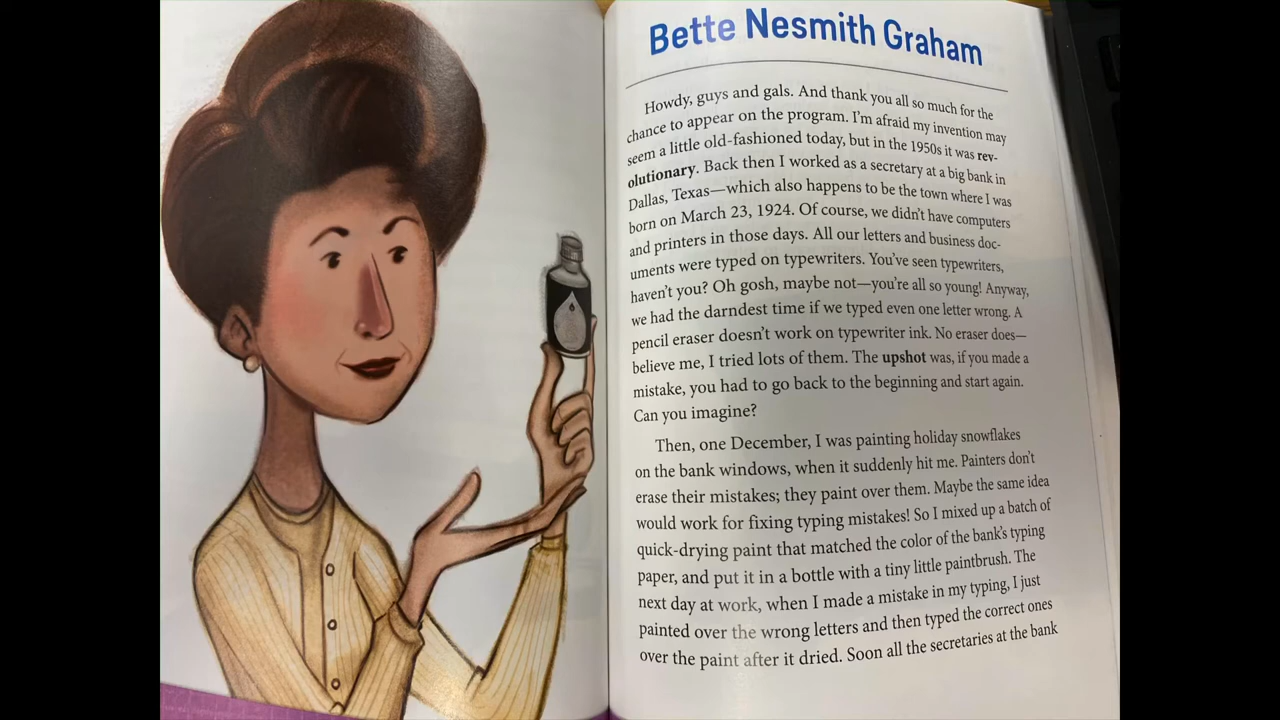 Bette Nesmith Graham
Howdy, guys and gals. And thank you all so much for the
chance to appear on the program. I'm afraid my invention may
seem a little old-fashioned today, but in the 1950s it was rev-
olutionary. Back then I worked as a secretary at a big bank in
Dallas, Texas—which also happens to be the town where I was
born on March 23, 1924. Of course, we didn't have computers
and printers in those days. All our letters and business doc-
uments were typed on typewriters. You've seen typewriters,
haven't you? Oh gosh, maybe not—you're all so young! Anyway,
we had the darndest time if we typed even one letter wrong. A
pencil eraser doesn't work on typewriter ink. No eraser does—
believe me, I tried lots of them. The upshot was, if you made a
mistake, you had to go back to the beginning and start again.
Can you imagine?
Then, one December, I was painting holiday snowflakes
on the bank windows, when it suddenly hit me. Painters don't
erase their mistakes; they paint over them. Maybe the same idea
would work for fixing typing mistakes! So I mixed up a batch of
quick-drying paint that matched the color of the bank's typing
paper, and put it in a bottle with a tiny little paintbrush. The
next day at work, when I made a mistake in my typing, I just
painted over the wrong letters and then typed the correct ones
over the paint after it dried. Soon all the secretaries at the bank